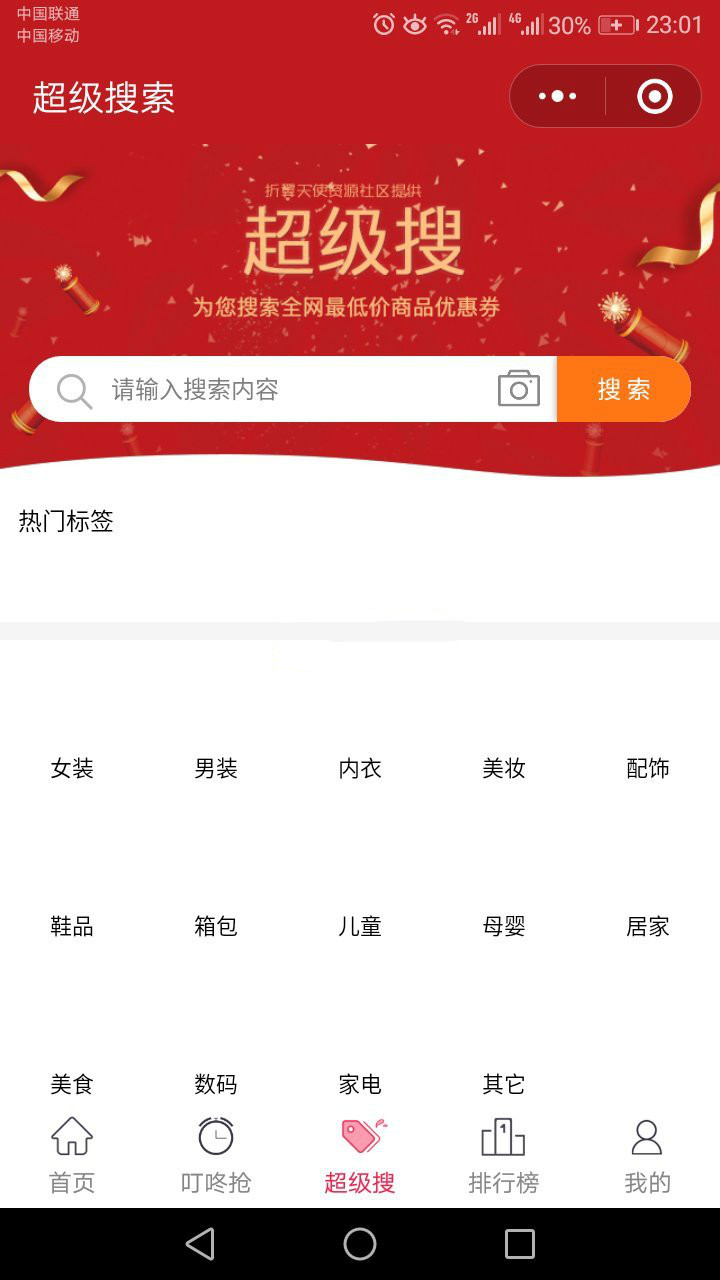 中国联通
中国移动
2G 4G 30% 23:01
超级搜索
折翼天使资源社区提供
超级搜
为您搜索全网最低价商品优惠券
请输入搜索内容 搜 索
热门标签
女装 男装 内衣 美妆 配饰
鞋品 箱包 儿童 母婴 居家
美食 数码 家电 其它
1
首页 叮咚抢 超级搜 排行榜 我的